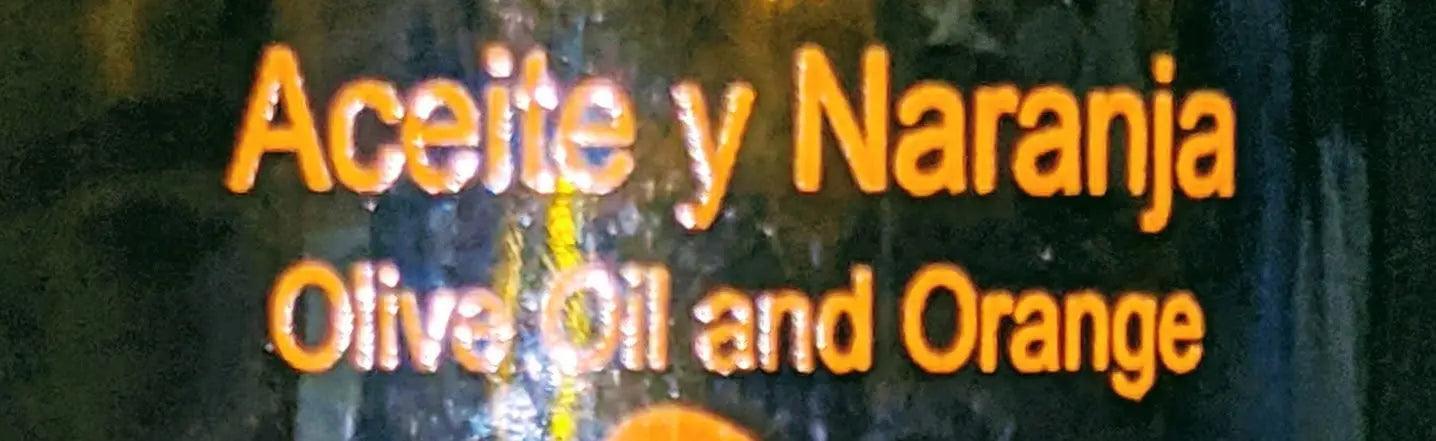 Aceite y Naranja
Olive Oil and Orange